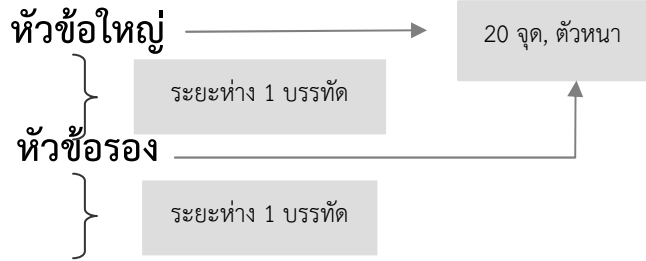 หัวข้อใหญ่
20 จุด, ตัวหนา
ระยะห่าง 1 บรรทัด
หัวข้อรอง
ระยะห่าง 1 บรรทัด